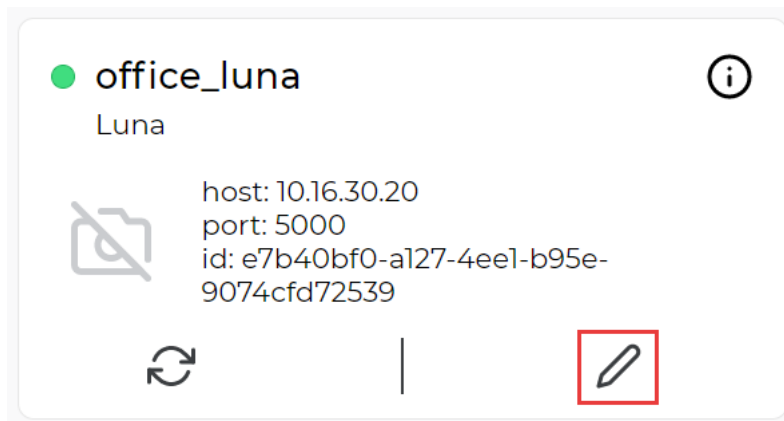 office_luna
Luna
host: 10.16.30.20
port: 5000
id: e7b40bf0-a127-4ee1-b95e-
9074cfd72539